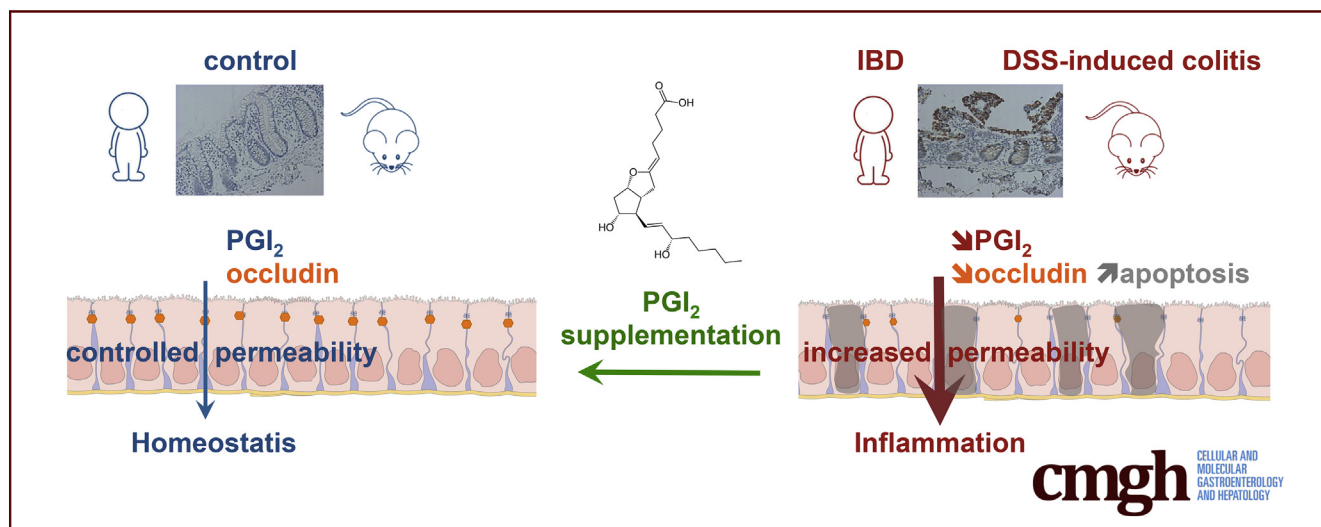 control
IBD
DSS-induced colitis
OH
O
O
HO
HO
PGI₂
occludin
↘PGI₂
↘occludin ↗apoptosis
PGI₂
supplementation
controlled permeability
increased permeability
Homeostatis
Inflammation
cmgh
CELLULAR AND
MOLECULAR
GASTROENTEROLOGY
AND HEPATOLOGY